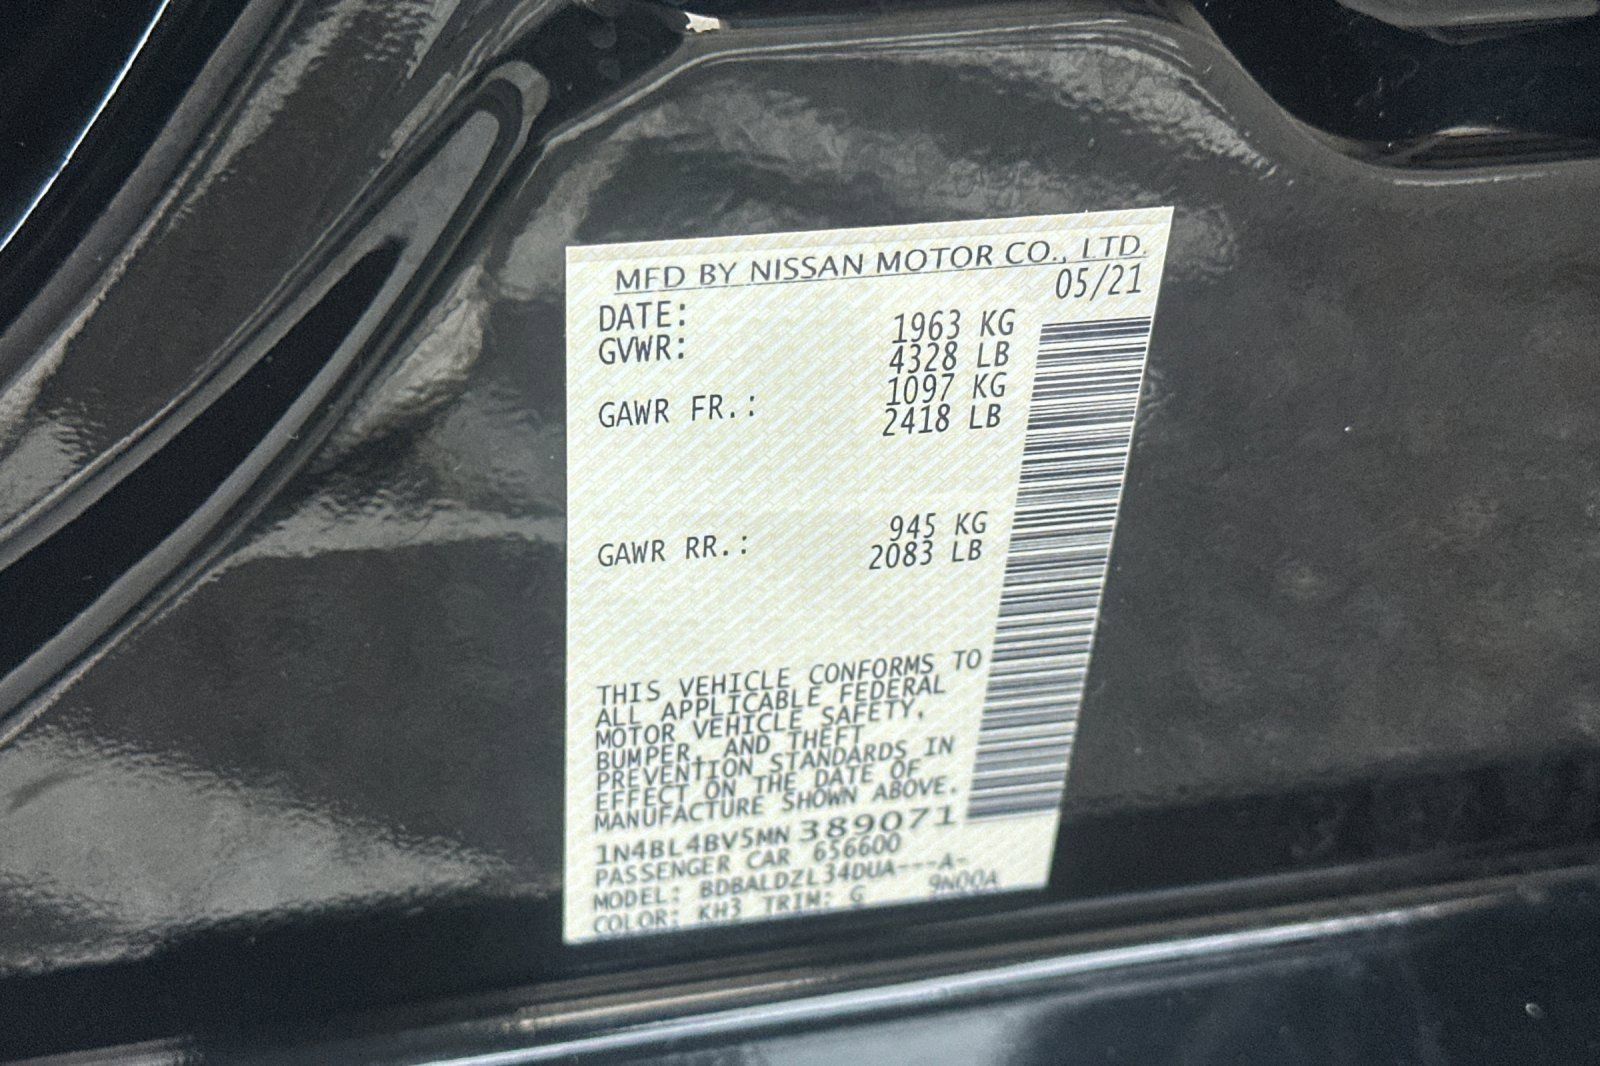 MFD BY NISSAN MOTOR CO., LTD.
DATE: 05/21
GVWR: 1963 KG
4328 LB
GAWR FR.: 1097 KG
2418 LB
GAWR RR.: 945 KG
2083 LB
THIS VEHICLE CONFORMS TO
ALL APPLICABLE FEDERAL
MOTOR VEHICLE SAFETY,
BUMPER, AND THEFT
PREVENTION STANDARDS IN
EFFECT ON THE DATE OF
MANUFACTURE SHOWN ABOVE.
1N4BL4BV5MN389071
PASSENGER CAR 656600
MODEL: BDBALDZL34DUA---A-
COLOR: KH3 TRIM: G 9N00A